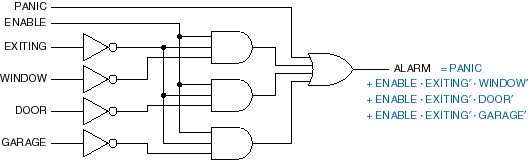 PANIC
ENABLE
EXITING
WINDOW
DOOR
GARAGE
ALARM = PANIC
+ ENABLE · EXITING′ · WINDOW′
+ ENABLE · EXITING′ · DOOR′
+ ENABLE · EXITING′ · GARAGE′